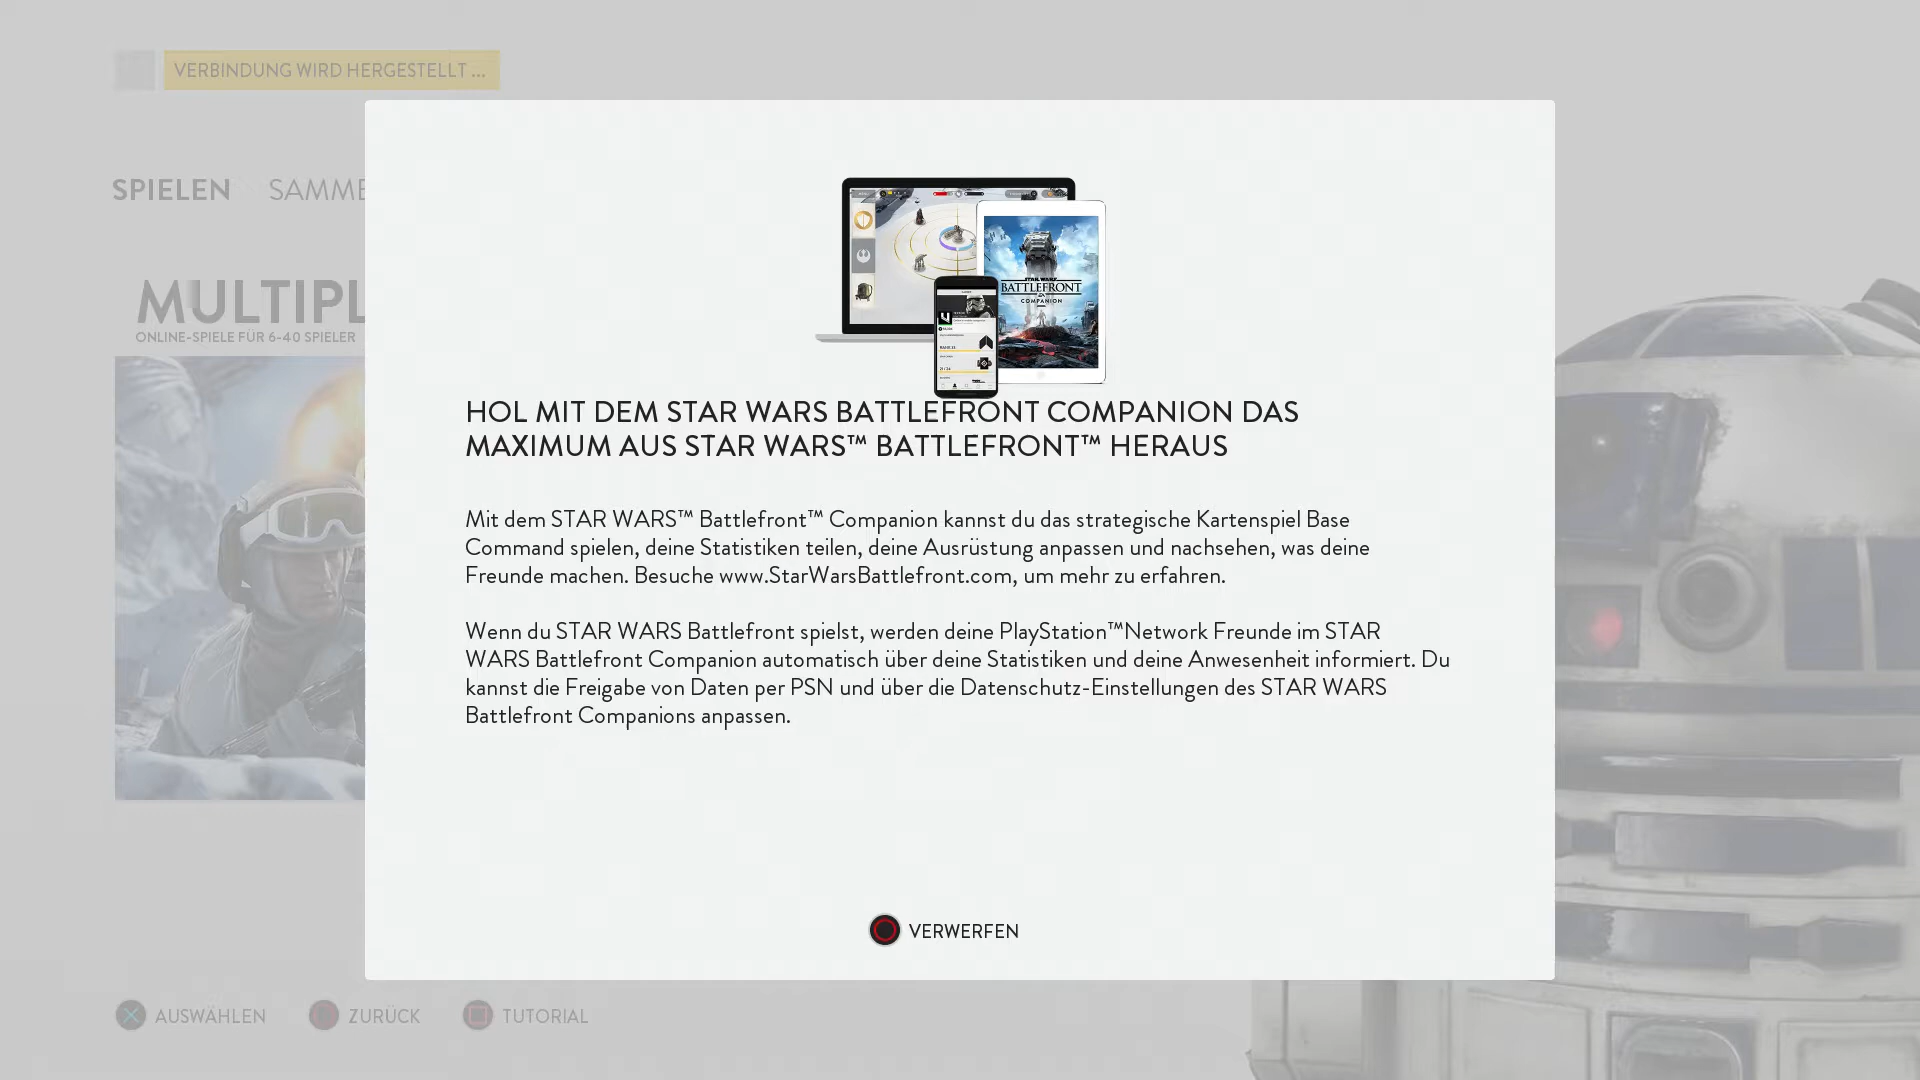 VERBINDUNG WIRD HERGESTELLT ...
SPIELEN SAMME
MULTIPL
ONLINE-SPIELE FÜR 6-40 SPIELER
STAR WARS
BATTLEFRONT
COMPANION
HOL MIT DEM STAR WARS BATTLEFRONT COMPANION DAS
MAXIMUM AUS STAR WARS™ BATTLEFRONT™ HERAUS
Mit dem STAR WARS™ Battlefront™ Companion kannst du das strategische Kartenspiel Base
Command spielen, deine Statistiken teilen, deine Ausrüstung anpassen und nachsehen, was deine
Freunde machen. Besuche www.StarWarsBattlefront.com, um mehr zu erfahren.
Wenn du STAR WARS Battlefront spielst, werden deine PlayStation™Network Freunde im STAR
WARS Battlefront Companion automatisch über deine Statistiken und deine Anwesenheit informiert. Du
kannst die Freigabe von Daten per PSN und über die Datenschutz-Einstellungen des STAR WARS
Battlefront Companions anpassen.
VERWERFEN
AUSWÄHLEN ZURÜCK TUTORIAL